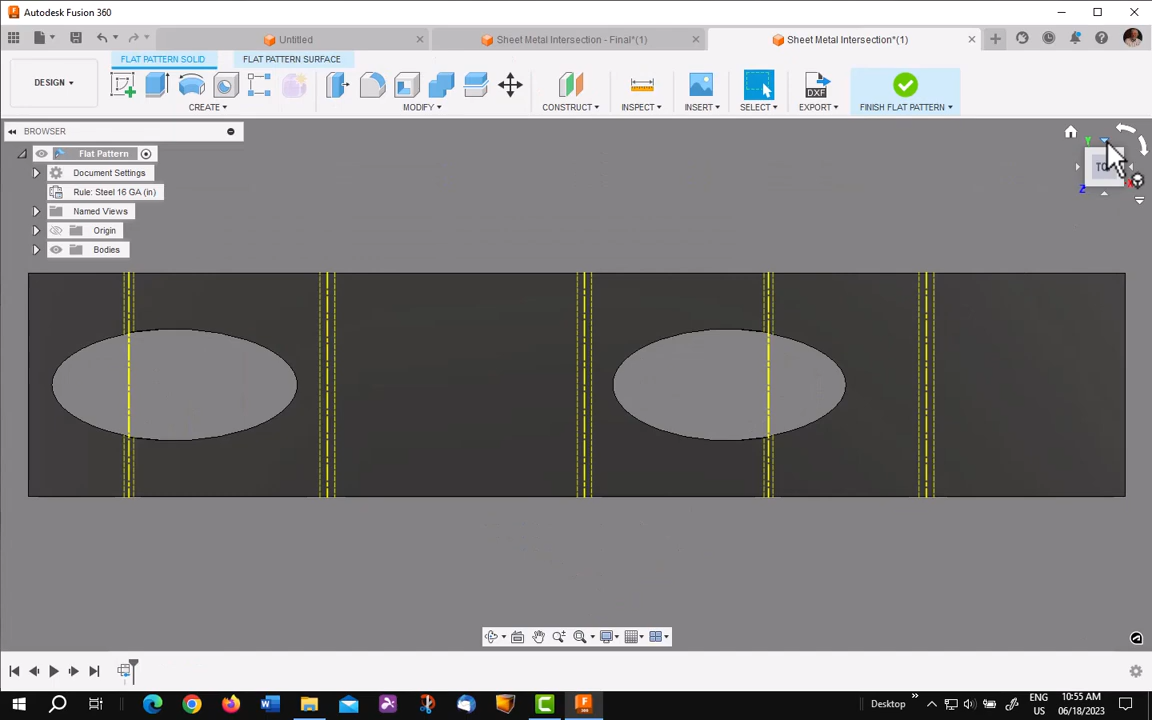 Autodesk Fusion 360
Untitled
Sheet Metal Intersection - Final*(1)
Sheet Metal Intersection*(1)
FLAT PATTERN SOLID
FLAT PATTERN SURFACE
DESIGN
CREATE
MODIFY
CONSTRUCT
INSPECT
INSERT
SELECT
DXF
EXPORT
FINISH FLAT PATTERN
BROWSER
Flat Pattern
Document Settings
Rule: Steel 16 GA (in)
Named Views
Origin
Bodies
Y
Z
Desktop
ENG
US
10:55 AM
06/18/2023